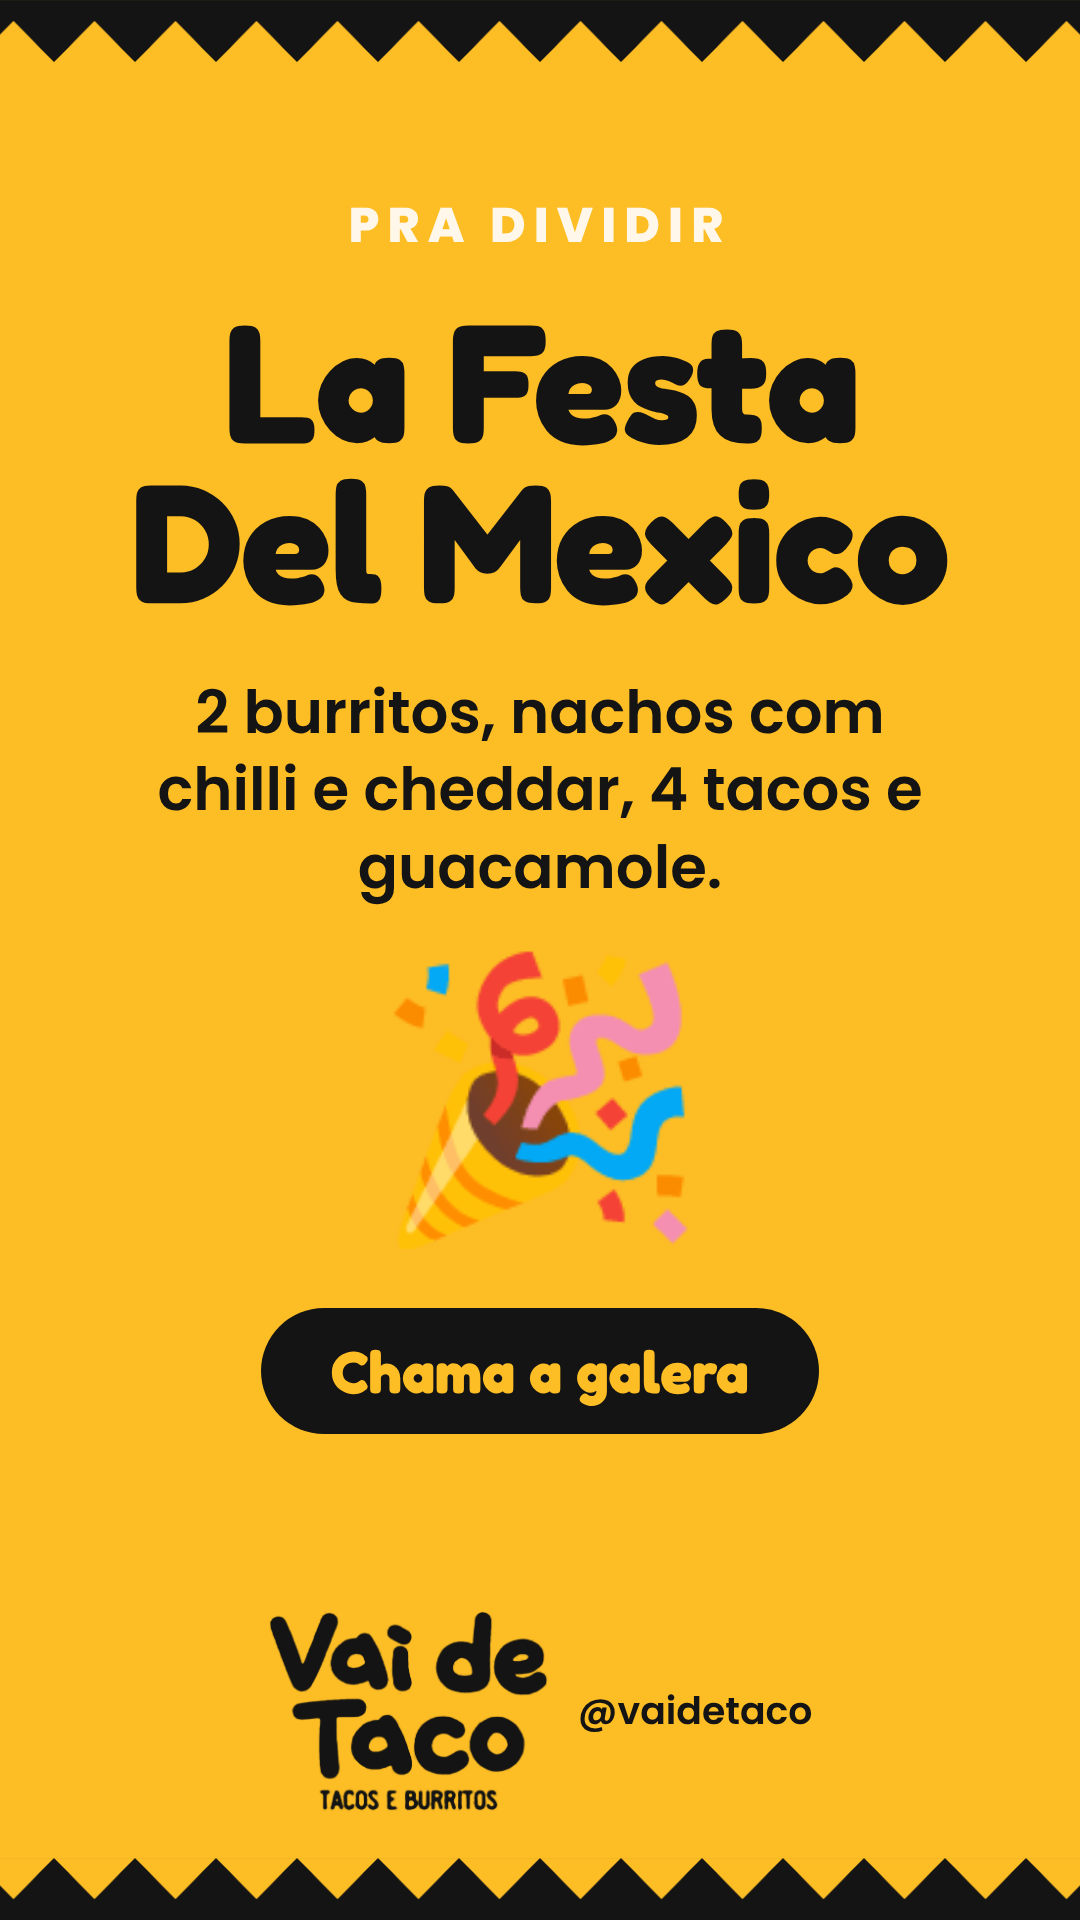 PRA DIVIDIR
La Festa
Del Mexico
2 burritos, nachos com
chilli e cheddar, 4 tacos e
guacamole.
Chama a galera
Vai de
Taco
TACOS E BURRITOS
@vaidetaco